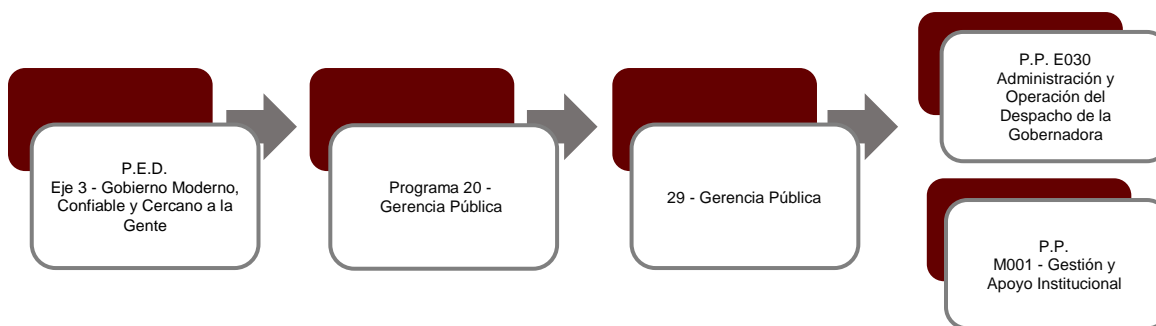 P.E.D.
Eje 3 - Gobierno Moderno,
Confiable y Cercano a la
Gente
Programa 20 -
Gerencia Pública
29 - Gerencia Pública
P.P. E030
Administración y
Operación del
Despacho de la
Gobernadora
P.P.
M001 - Gestión y
Apoyo Institucional